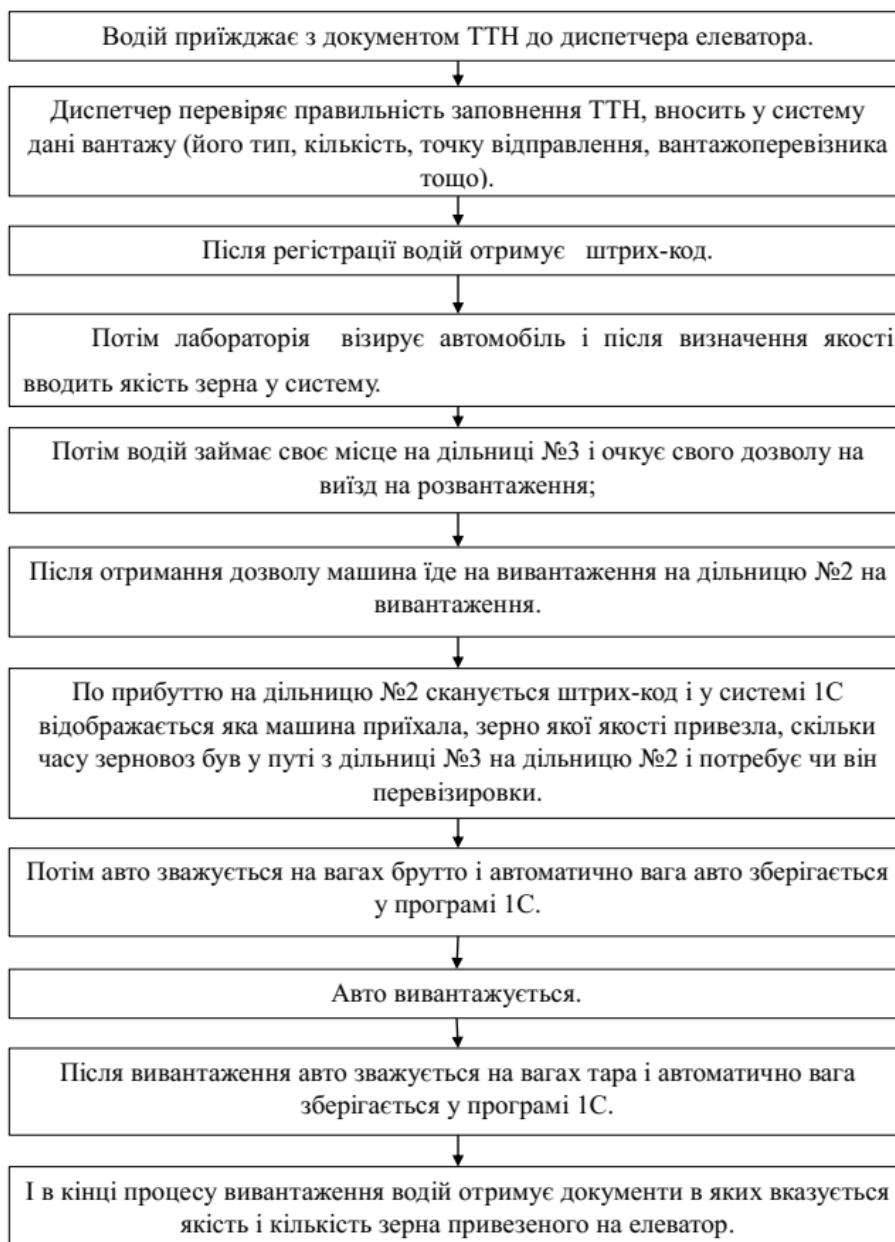 Водій приїжджає з документом ТТН до диспетчера елеватора.
Диспетчер перевіряє правильність заповнення ТТН, вносить у систему
дані вантажу (його тип, кількість, точку відправлення, вантажоперевізника
тощо).
Після регістрації водій отримує штрих-код.
Потім лабораторія візирує автомобіль і після визначення якості
вводить якість зерна у систему.
Потім водій займає своє місце на дільниці №3 і очкує свого дозволу на
виїзд на розвантаження;
Після отримання дозволу машина їде на вивантаження на дільницю №2 на
вивантаження.
По прибуттю на дільницю №2 сканується штрих-код і у системі 1С
відображається яка машина приїхала, зерно якої якості привезла, скільки
часу зерновоз був у путі з дільниці №3 на дільницю №2 і потребує чи він
перевізировки.
Потім авто зважується на вагах брутто і автоматично вага авто зберігається
у програмі 1С.
Авто вивантажується.
Після вивантаження авто зважується на вагах тара і автоматично вага
зберігається у програмі 1С.
І в кінці процесу вивантаження водій отримує документи в яких вказується
якість і кількість зерна привезеного на елеватор.